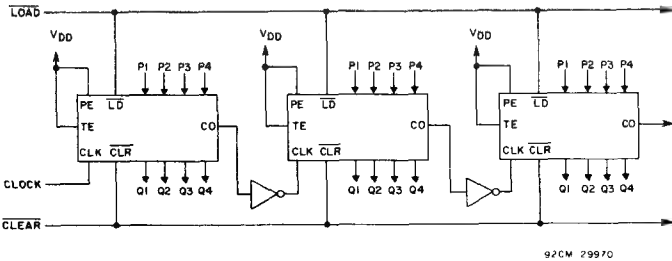 LOAD
VDD VDD VDD
P1 P2 P3 P4 P1 P2 P3 P4 P1 P2 P3 P4
PE LD PE LD PE LD
TE CO TE CO TE CO
CLK CLR CLK CLR CLK CLR
CLOCK
Q1 Q2 Q3 Q4 Q1 Q2 Q3 Q4 Q1 Q2 Q3 Q4
CLEAR
92CM 29970